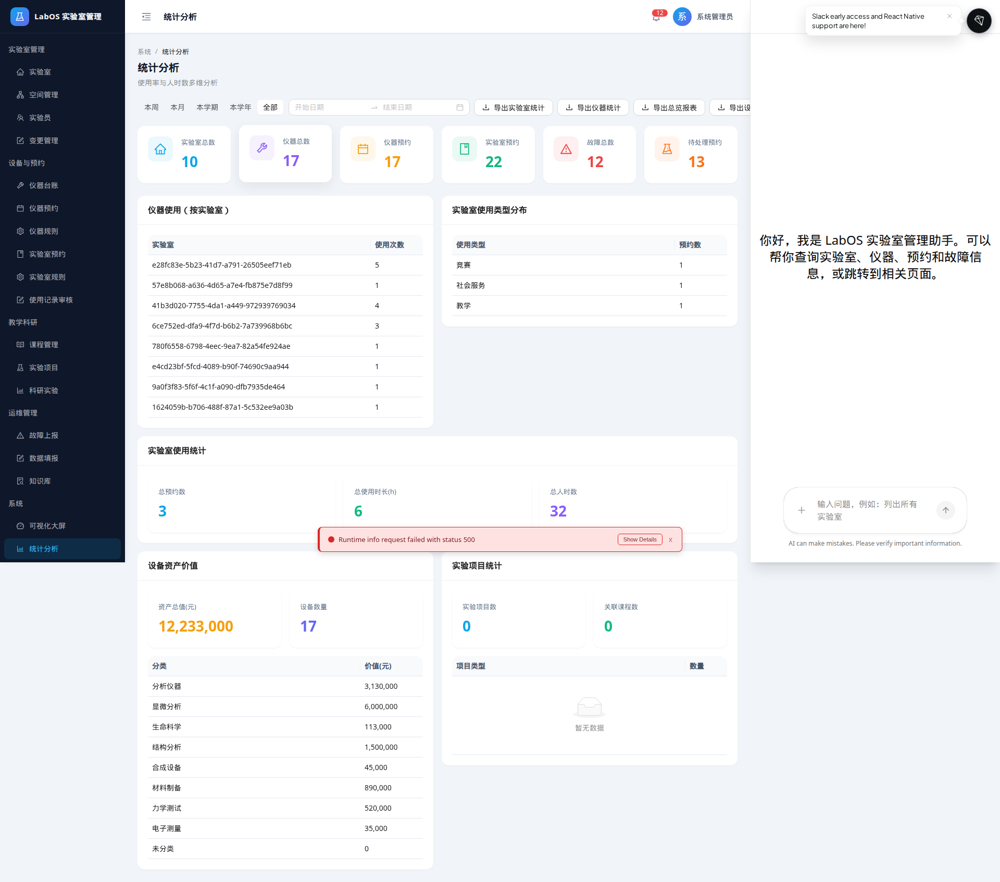 LabOS 实验室管理
实验室管理
实验室
空间管理
实验员
变更管理
设备与预约
仪器台账
仪器预约
仪器规则
实验室预约
实验室规则
使用记录审核
教学科研
课程管理
实验项目
科研实验
运维管理
故障上报
数据填报
知识库
系统
可视化大屏
统计分析
统计分析
12
系
系统管理员
系统 / 统计分析
统计分析
使用率与人时数多维分析
本周 本月 本学期 本学年 全部
开始日期 结束日期
导出实验室统计 导出仪器统计 导出总览报表 导出设
实验室总数
10
仪器总数
17
仪器预约
17
实验室预约
22
故障总数
12
待处理预约
13
仪器使用（按实验室）
实验室 使用次数
e28fc83e-5b23-41d7-a791-26505eef71eb 5
57e8b068-a636-4d65-a7e4-fb875e7d8f99 1
41b3d020-7755-4da1-a449-972939769034 4
6ce752ed-dfa9-4f7d-b6b2-7a739968b6bc 3
780f6558-6798-4eec-9ea7-82a54fe924ae 1
e4cd23bf-5fcd-4089-b90f-74690c9aa944 1
9a0f3f83-5f6f-4c1f-a090-dfb7935de464 1
1624059b-b706-488f-87a1-5c532ee9a03b 1
实验室使用类型分布
使用类型 预约数
竞赛 1
社会服务 1
教学 1
实验室使用统计
总预约数
3
总使用时长(h)
6
总人时数
32
Runtime info request failed with status 500 Show Details X
设备资产价值
资产总值(元)
12,233,000
设备数量
17
分类 价值(元)
分析仪器 3,130,000
显微分析 6,000,000
生命科学 113,000
结构分析 1,500,000
合成设备 45,000
材料制备 890,000
力学测试 520,000
电子测量 35,000
未分类 0
实验项目统计
实验项目数
0
关联课程数
0
项目类型 数量
暂无数据
Slack early access and React Native
support are here!
你好，我是 LabOS 实验室管理助手。可以
帮你查询实验室、仪器、预约和故障信
息，或跳转到相关页面。
输入问题，例如：列出所有
实验室
AI can make mistakes. Please verify important information.